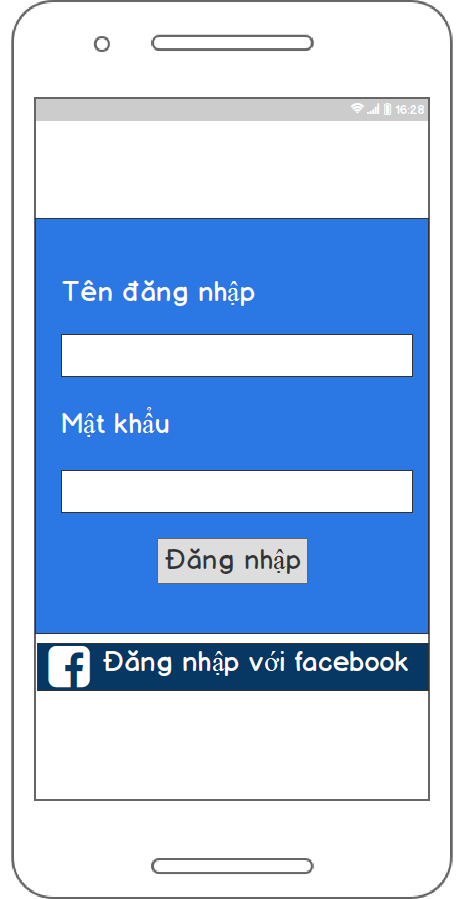 16:28
Tên đăng nhập
Mật khẩu
Đăng nhập
Đăng nhập với facebook